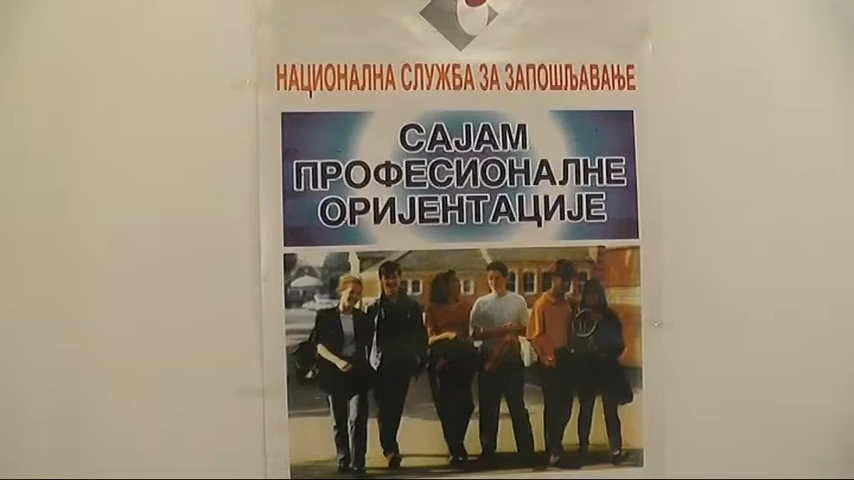 НАЦИОНАЛНА СЛУЖБА ЗА ЗАПОШЉАВАЊЕ
САЈАМ
ПРОФЕСИОНАЛНЕ
ОРИЈЕНТАЦИЈЕ